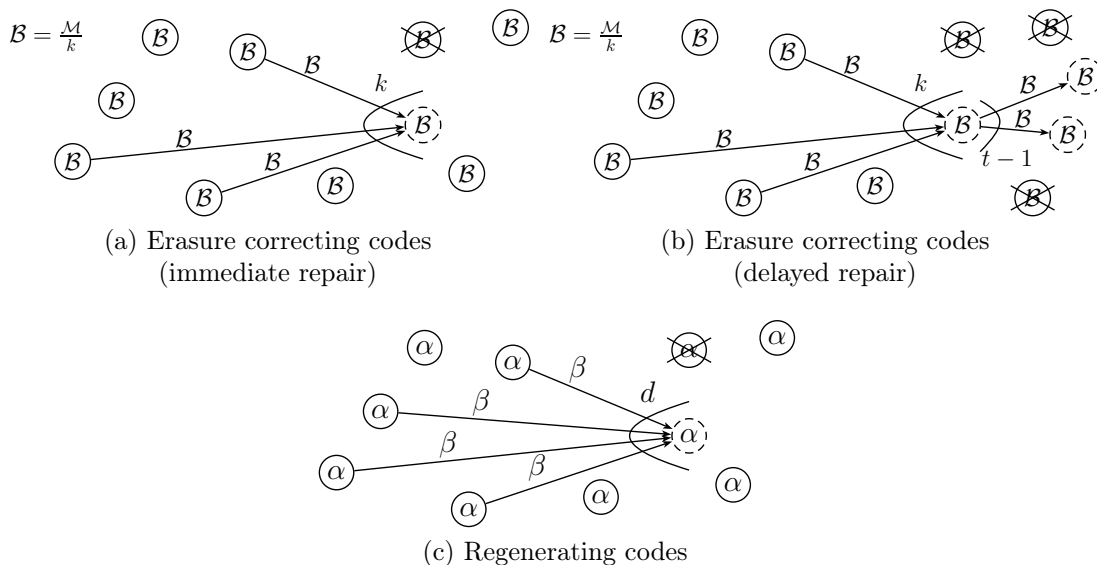 B = M/k
B
B
B
B
B
k
B
B
B
B
B
B
B
B
(a) Erasure correcting codes
(immediate repair)
B
B = M/k
B
B
B
B
B
B
k
B
B
B
B
B
B
B
B
B
t − 1
B
B
B
(b) Erasure correcting codes
(delayed repair)
α
α
α
α
β
d
α
β
α
β
α
β
α
α
α
(c) Regenerating codes